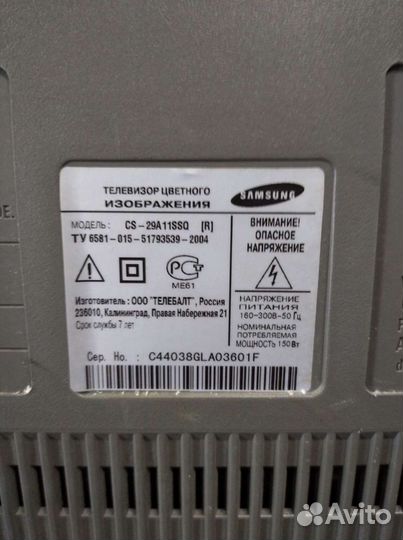 ТЕЛЕВИЗОР ЦВЕТНОГО
ИЗОБРАЖЕНИЯ
SAMSUNG
МОДЕЛЬ: CS-29A11SSQ [R]
ТУ 6581-015-51793539-2004
ВНИМАНИЕ!
ОПАСНОЕ
НАПРЯЖЕНИЕ
РСТ
МЕ61
Изготовитель: ООО "ТЕЛЕБАЛТ", Россия
236010, Калининград, Правая Набережная 21
Срок службы 7 лет
НАПРЯЖЕНИЕ
ПИТАНИЯ
160-300В~50 Гц
НОМИНАЛЬНАЯ
ПОТРЕБЛЯЕМАЯ
МОЩНОСТЬ 150Вт
Сер. Но. : C44038GLA03601F
DE.
Avito